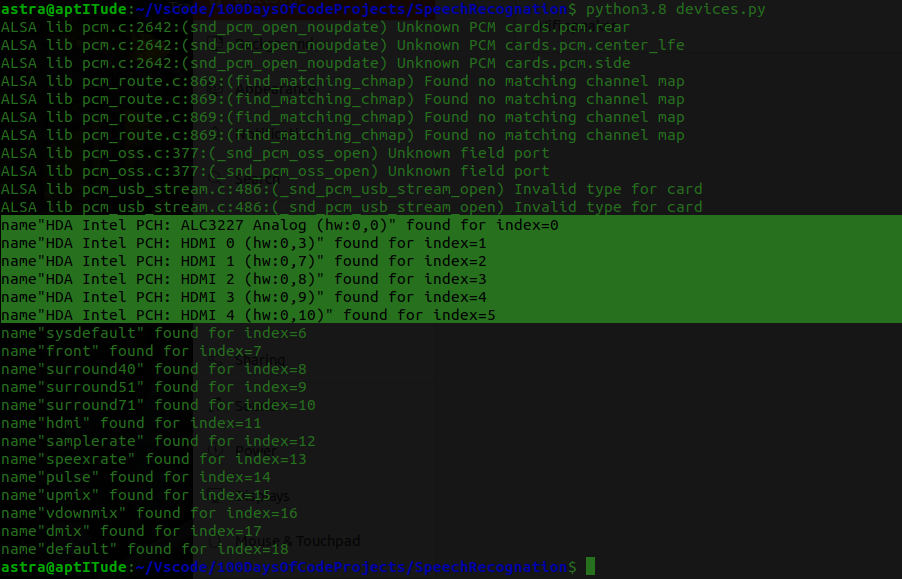 astra@aptITude:~/Vscode/100DaysOfCodeProjects/SpeechRecognation$ python3.8 devices.py
ALSA lib pcm.c:2642:(snd_pcm_open_noupdate) Unknown PCM cards.pcm.rear
ALSA lib pcm.c:2642:(snd_pcm_open_noupdate) Unknown PCM cards.pcm.center_lfe
ALSA lib pcm.c:2642:(snd_pcm_open_noupdate) Unknown PCM cards.pcm.side
ALSA lib pcm_route.c:869:(find_matching_chmap) Found no matching channel map
ALSA lib pcm_route.c:869:(find_matching_chmap) Found no matching channel map
ALSA lib pcm_route.c:869:(find_matching_chmap) Found no matching channel map
ALSA lib pcm_route.c:869:(find_matching_chmap) Found no matching channel map
ALSA lib pcm_oss.c:377:(_snd_pcm_oss_open) Unknown field port
ALSA lib pcm_oss.c:377:(_snd_pcm_oss_open) Unknown field port
ALSA lib pcm_usb_stream.c:486:(_snd_pcm_usb_stream_open) Invalid type for card
ALSA lib pcm_usb_stream.c:486:(_snd_pcm_usb_stream_open) Invalid type for card
name"HDA Intel PCH: ALC3227 Analog (hw:0,0)" found for index=0
name"HDA Intel PCH: HDMI 0 (hw:0,3)" found for index=1
name"HDA Intel PCH: HDMI 1 (hw:0,7)" found for index=2
name"HDA Intel PCH: HDMI 2 (hw:0,8)" found for index=3
name"HDA Intel PCH: HDMI 3 (hw:0,9)" found for index=4
name"HDA Intel PCH: HDMI 4 (hw:0,10)" found for index=5
name"sysdefault" found for index=6
name"front" found for index=7
Sharing
name"surround40" found for index=8
name"surround51" found for index=9
name"surround71" found for index=10
name"hdmi" found for index=11
name"samplerate" found for index=12
Power
name"speexrate" found for index=13
name"pulse" found for index=14
name"upmix" found for index=15
name"vdownmix" found for index=16
name"dmix" found for index=17
Mouse & Touchpad
name"default" found for index=18
astra@aptITude:~/Vscode/100DaysOfCodeProjects/SpeechRecognation$